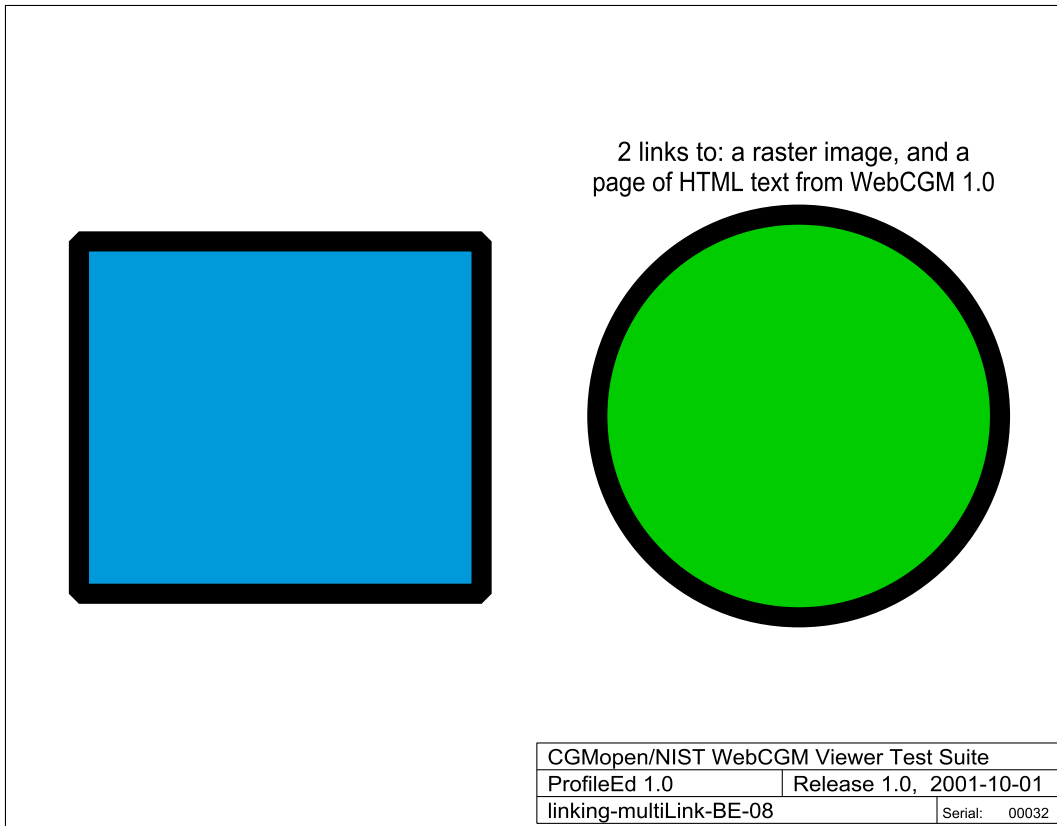 2 links to: a raster image, and a
page of HTML text from WebCGM 1.0
CGMopen/NIST WebCGM Viewer Test Suite
ProfileEd 1.0 Release 1.0, 2001-10-01
linking-multiLink-BE-08 Serial: 00032